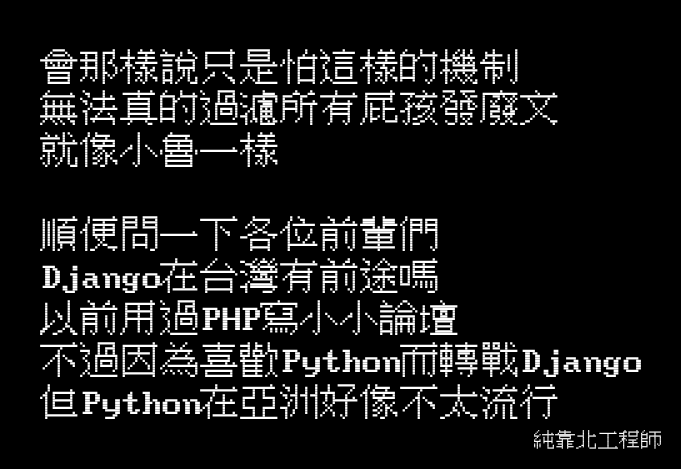 會那樣說只是怕這樣的機制
無法真的過濾所有屁孩發廢文
就像小魯一樣
順便問一下各位前輩們
Django在台灣有前途嗎
以前用過PHP寫小小論壇
不過因為喜歡Python而轉戰Django
但Python在亞洲好像不太流行
純靠北工程師